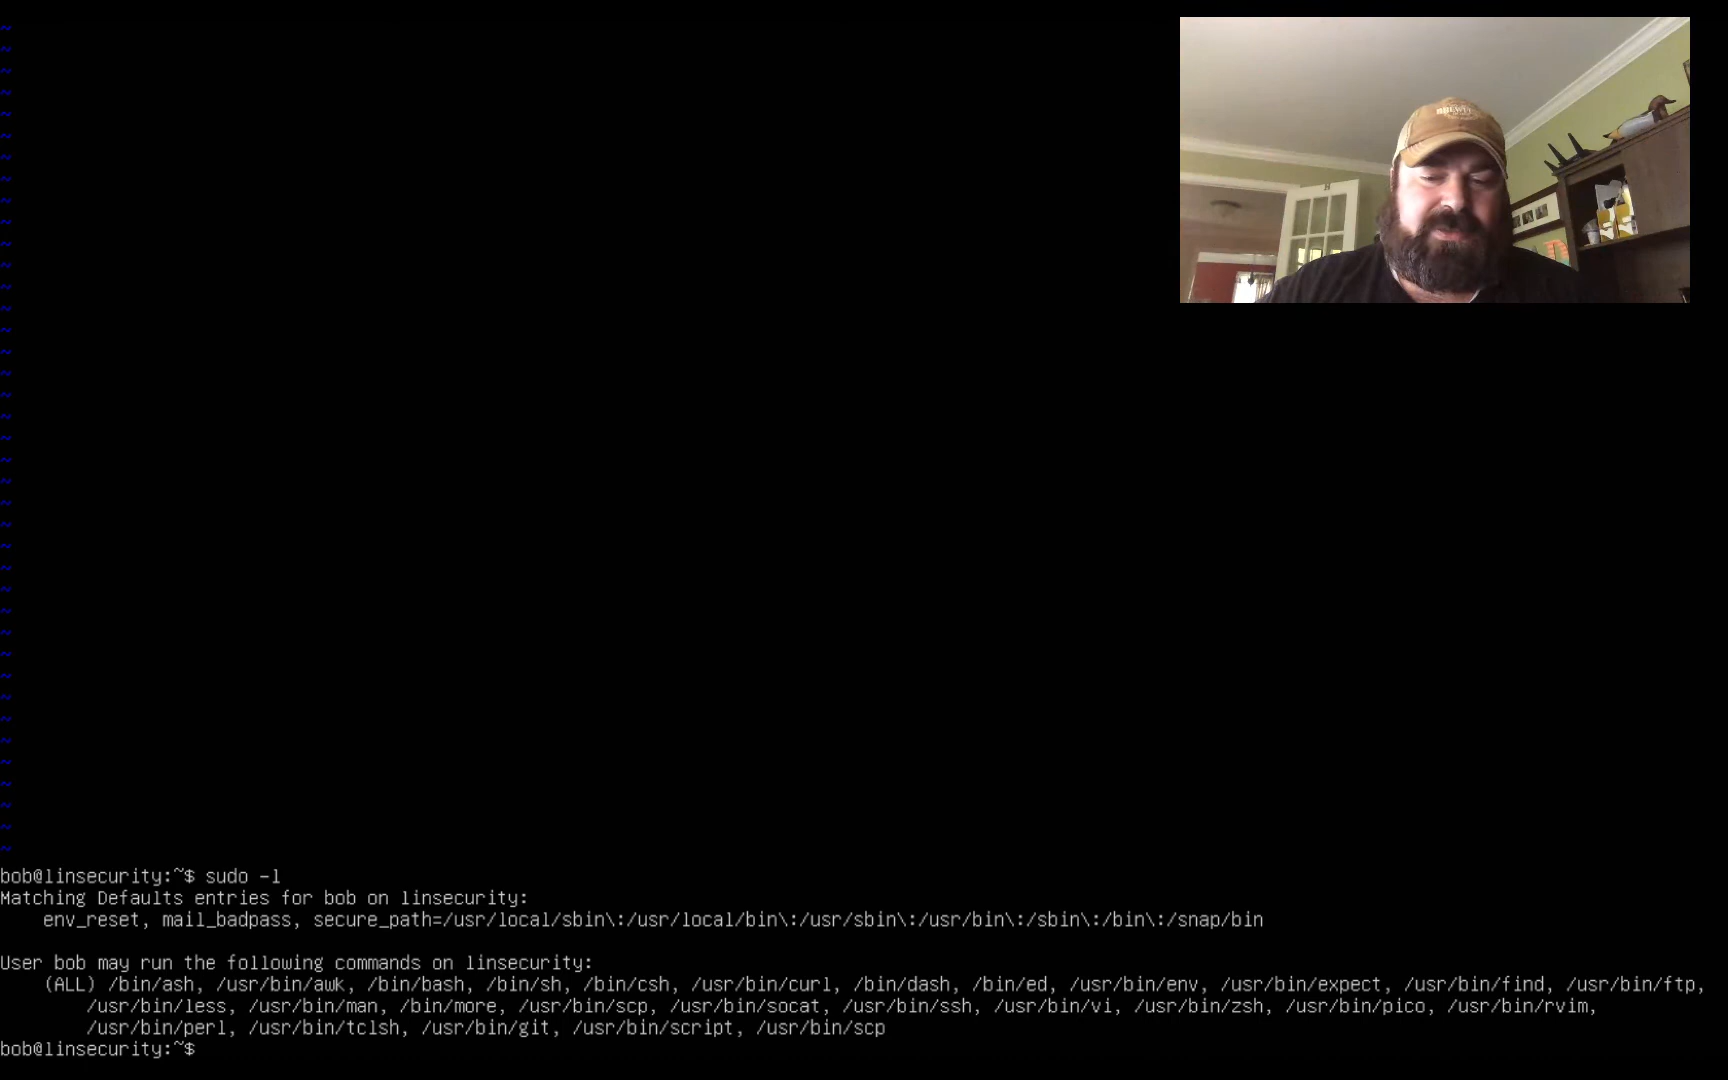 bob@linsecurity:~$ sudo -l
Matching Defaults entries for bob on linsecurity:
    env_reset, mail_badpass, secure_path=/usr/local/sbin\:/usr/local/bin\:/usr/sbin\:/usr/bin\:/sbin\:/bin\:/snap/bin

User bob may run the following commands on linsecurity:
    (ALL) /bin/ash, /usr/bin/awk, /bin/bash, /bin/sh, /bin/csh, /usr/bin/curl, /bin/dash, /bin/ed, /usr/bin/env, /usr/bin/expect, /usr/bin/find, /usr/bin/ftp,
        /usr/bin/less, /usr/bin/man, /bin/more, /usr/bin/scp, /usr/bin/socat, /usr/bin/ssh, /usr/bin/vi, /usr/bin/zsh, /usr/bin/pico, /usr/bin/rvim,
        /usr/bin/perl, /usr/bin/tclsh, /usr/bin/git, /usr/bin/script, /usr/bin/scp
bob@linsecurity:~$